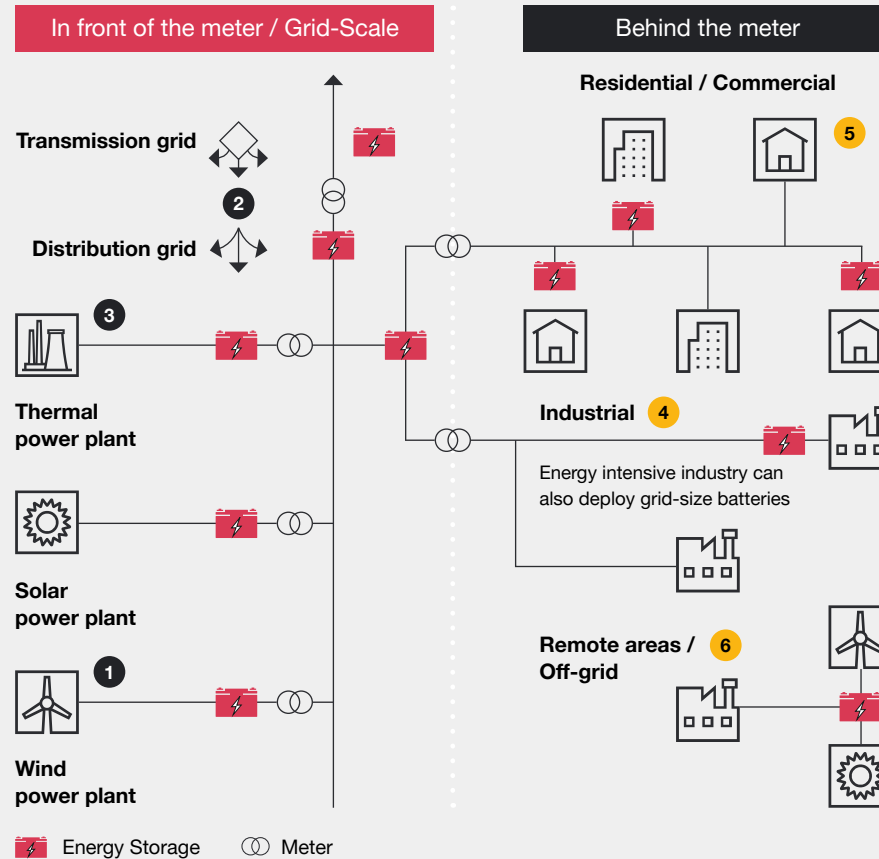 In front of the meter / Grid-Scale
Behind the meter
Transmission grid
2
Distribution grid
3
Thermal
power plant
Solar
power plant
1
Wind
power plant
Residential / Commercial
5
Industrial 4
Energy intensive industry can
also deploy grid-size batteries
Remote areas / 6
Off-grid
Energy Storage
Meter